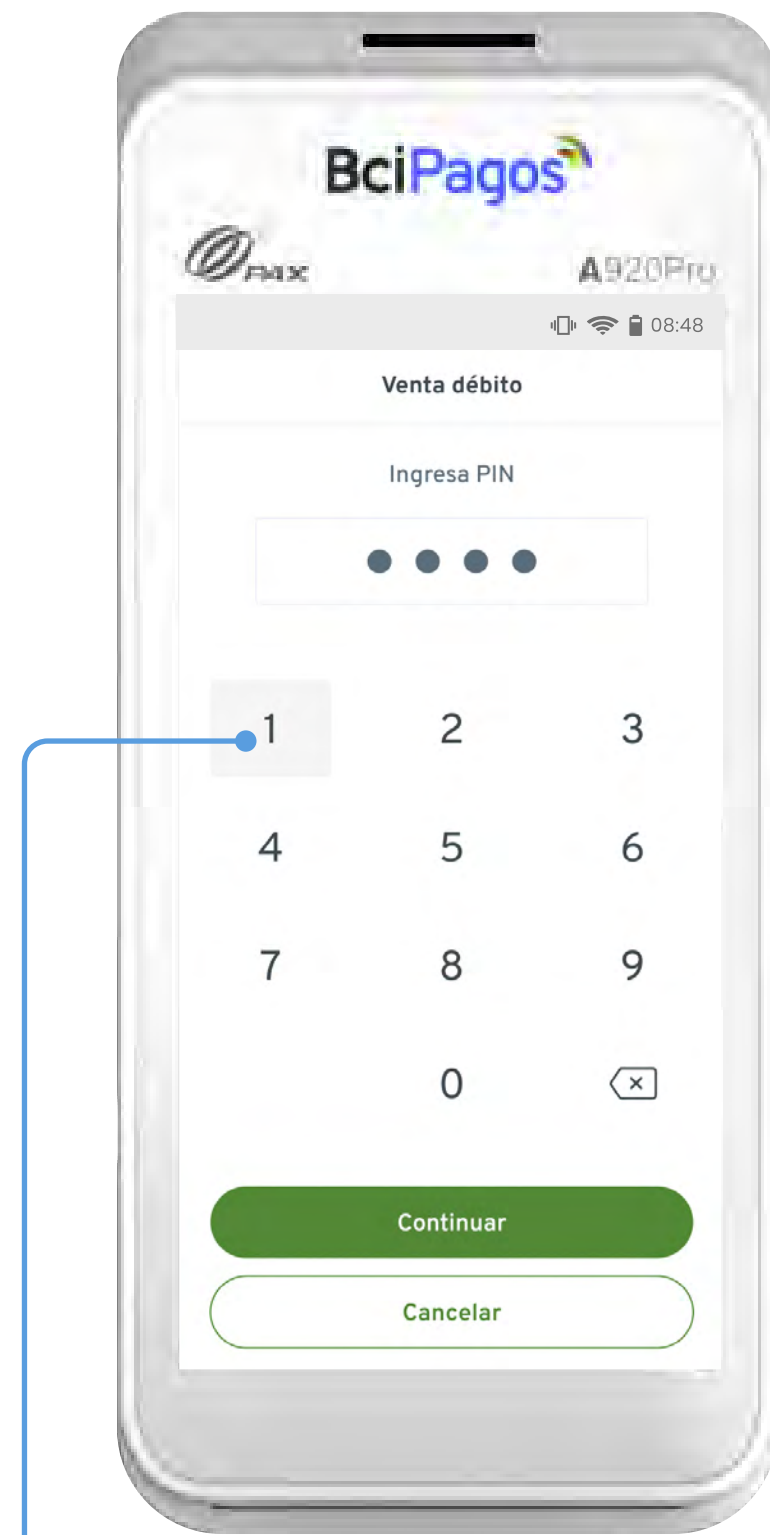 BciPagos
PAX A920Pro
08:48
Venta débito
Ingresa PIN
1 2 3
4 5 6
7 8 9
0
Continuar
Cancelar